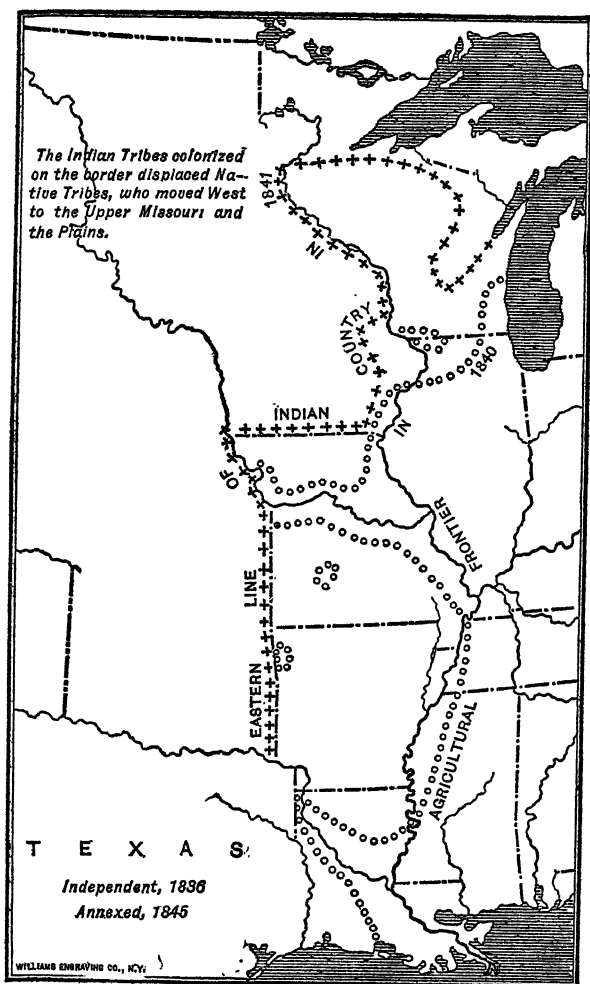 The Indian Tribes colonized
on the border displaced Na-
tive Tribes, who moved West
to the Upper Missouri and
the Plains.
EASTERN LINE OF INDIAN COUNTRY IN 1841
AGRICULTURAL FRONTIER IN 1840
TEXAS
Independent, 1836
Annexed, 1845
WILLIAMS ENGRAVING CO., N.Y.